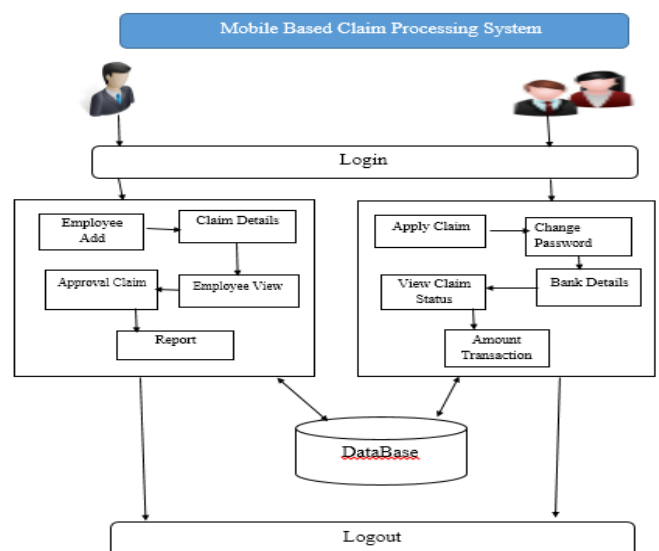 Mobile Based Claim Processing System
Login
Employee
Add
Claim Details
Approval Claim
Employee View
Report
Apply Claim
Change
Password
View Claim
Status
Bank Details
Amount
Transaction
DataBase
Logout